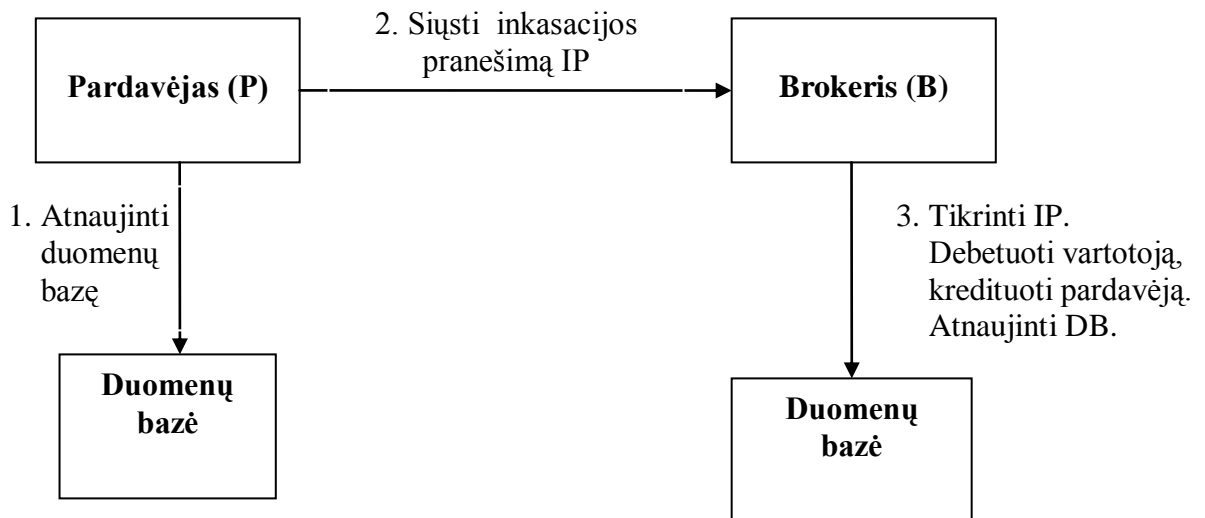 2. Siųsti inkasacijos
pranešimą IP
Pardavėjas (P)
Brokeris (B)
1. Atnaujinti
duomenų
bazę
3. Tikrinti IP.
Debetuoti vartotoją,
kredituoti pardavėją.
Atnaujinti DB.
Duomenų
bazė
Duomenų
bazė